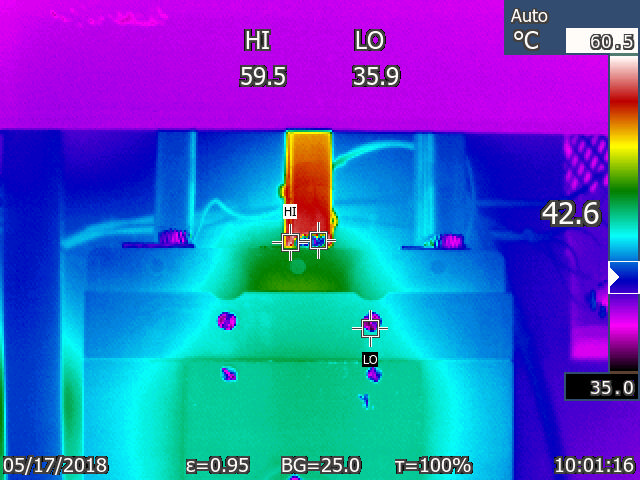 Auto
°C 60.5
HI LO
59.5 35.9
HI
42.6
LO
35.0
05/17/2018 ε=0.95 BG=25.0 τ=100% 10:01:16